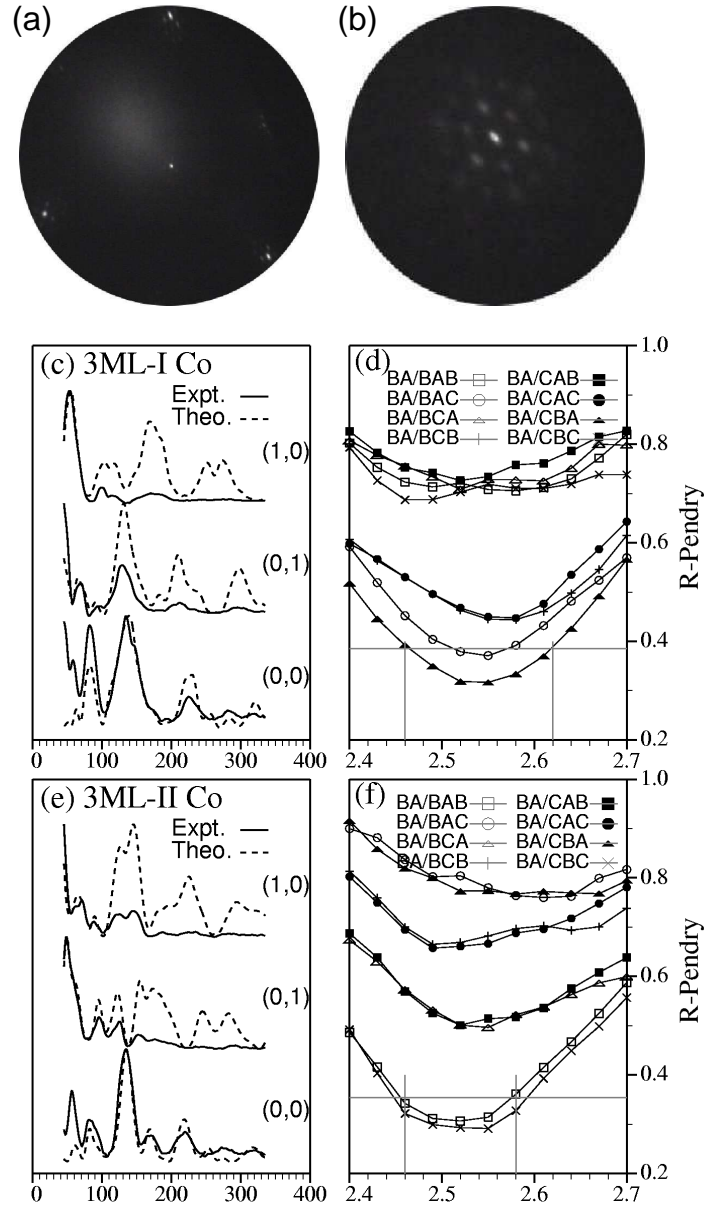 (a) (b)
(c) 3ML-I Co
Expt.
Theo.
(1,0)
(0,1)
(0,0)
0 100 200 300 400
(d)
BA/BAB BA/CAB
BA/BAC BA/CAC
BA/BCA BA/CBA
BA/BCB BA/CBC
1.0
0.8
0.6
0.4
0.2
R-Pendry
2.4 2.5 2.6 2.7
(e) 3ML-II Co
Expt.
Theo.
(1,0)
(0,1)
(0,0)
0 100 200 300 400
(f)
BA/BAB BA/CAB
BA/BAC BA/CAC
BA/BCA BA/CBA
BA/BCB BA/CBC
1.0
0.8
0.6
0.4
0.2
R-Pendry
2.4 2.5 2.6 2.7